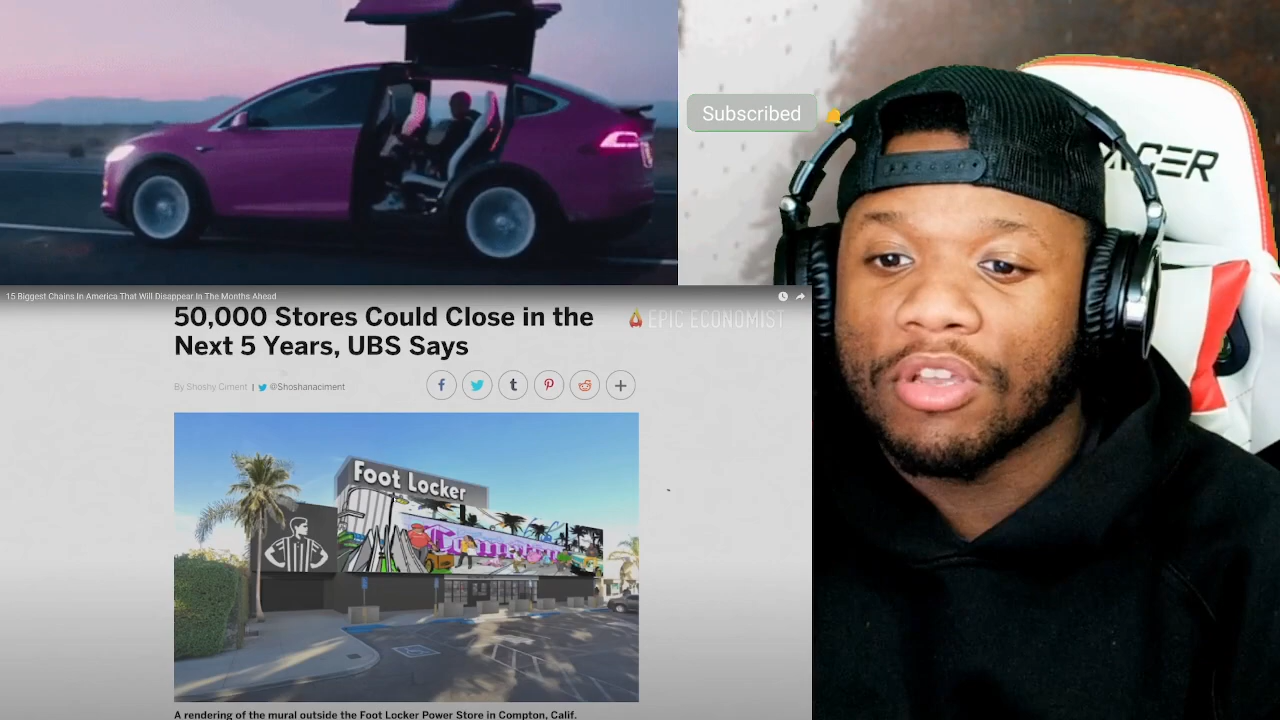 Subscribed
15 Biggest Chains In America That Will Disappear In The Months Ahead
50,000 Stores Could Close in the
Next 5 Years, UBS Says
EPIC ECONOMIST
By Shoshy Ciment | @Shoshanaciment
Foot Locker
Compton
A rendering of the mural outside the Foot Locker Power Store in Compton, Calif.